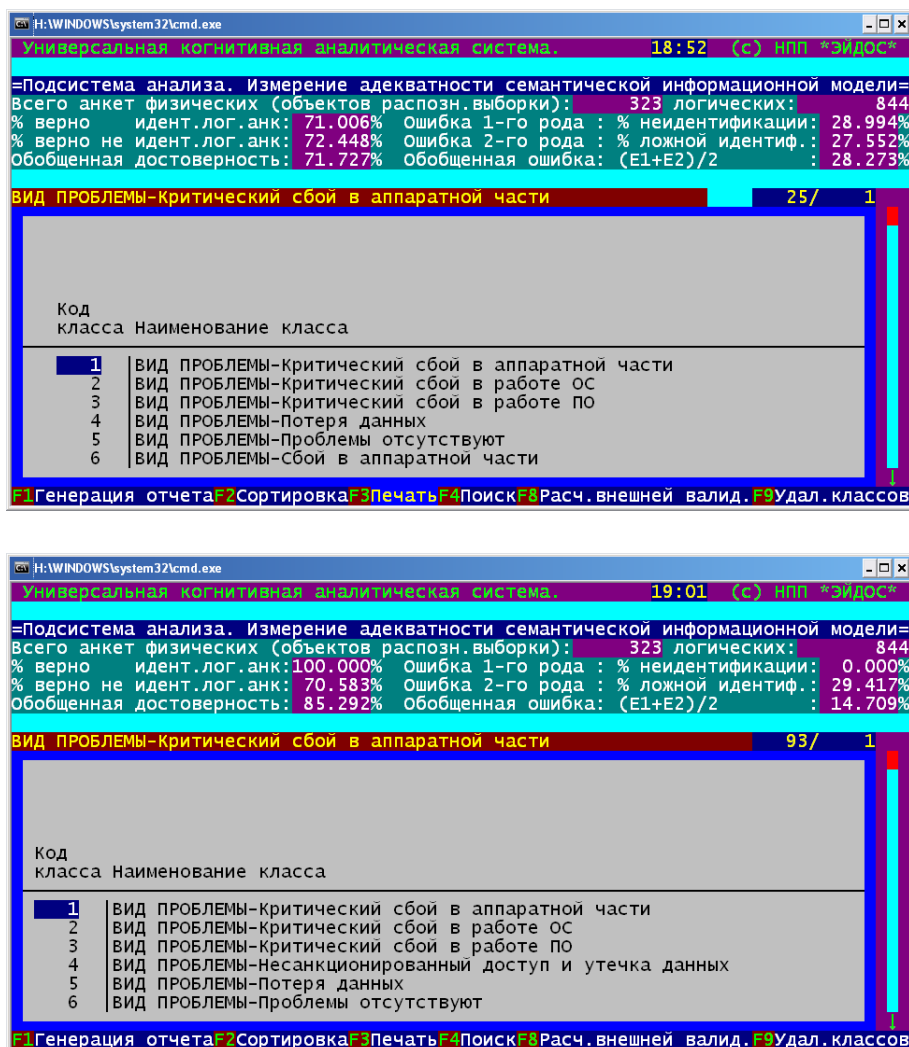 H:\WINDOWS\system32\cmd.exe
Универсальная когнитивная аналитическая система. 18:52 (с) НПП *ЭЙДОС*
=Подсистема анализа. Измерение адекватности семантической информационной модели=
Всего анкет физических (объектов распозн.выборки): 323 логических: 844
% верно идент.лог.анк: 71.006% Ошибка 1-го рода : % неидентификации: 28.994%
% верно не идент.лог.анк: 72.448% Ошибка 2-го рода : % ложной идентиф.: 27.552%
Обобщенная достоверность: 71.727% Обобщенная ошибка: (E1+E2)/2 : 28.273%
ВИД ПРОБЛЕМЫ-Критический сбой в аппаратной части 25/ 1
Код
класса Наименование класса
1 |ВИД ПРОБЛЕМЫ-Критический сбой в аппаратной части
2 |ВИД ПРОБЛЕМЫ-Критический сбой в работе ОС
3 |ВИД ПРОБЛЕМЫ-Критический сбой в работе ПО
4 |ВИД ПРОБЛЕМЫ-Потеря данных
5 |ВИД ПРОБЛЕМЫ-Проблемы отсутствуют
6 |ВИД ПРОБЛЕМЫ-Сбой в аппаратной части
F1Генерация отчетаF2СортировкаF3ПечатьF4ПоискF8Расч.внешней валид.F9Удал.классов
H:\WINDOWS\system32\cmd.exe
Универсальная когнитивная аналитическая система. 19:01 (с) НПП *ЭЙДОС*
=Подсистема анализа. Измерение адекватности семантической информационной модели=
Всего анкет физических (объектов распозн.выборки): 323 логических: 844
% верно идент.лог.анк:100.000% Ошибка 1-го рода : % неидентификации: 0.000%
% верно не идент.лог.анк: 70.583% Ошибка 2-го рода : % ложной идентиф.: 29.417%
Обобщенная достоверность: 85.292% Обобщенная ошибка: (E1+E2)/2 : 14.709%
ВИД ПРОБЛЕМЫ-Критический сбой в аппаратной части 93/ 1
Код
класса Наименование класса
1 |ВИД ПРОБЛЕМЫ-Критический сбой в аппаратной части
2 |ВИД ПРОБЛЕМЫ-Критический сбой в работе ОС
3 |ВИД ПРОБЛЕМЫ-Критический сбой в работе ПО
4 |ВИД ПРОБЛЕМЫ-Несанкционированный доступ и утечка данных
5 |ВИД ПРОБЛЕМЫ-Потеря данных
6 |ВИД ПРОБЛЕМЫ-Проблемы отсутствуют
F1Генерация отчетаF2СортировкаF3ПечатьF4ПоискF8Расч.внешней валид.F9Удал.классов